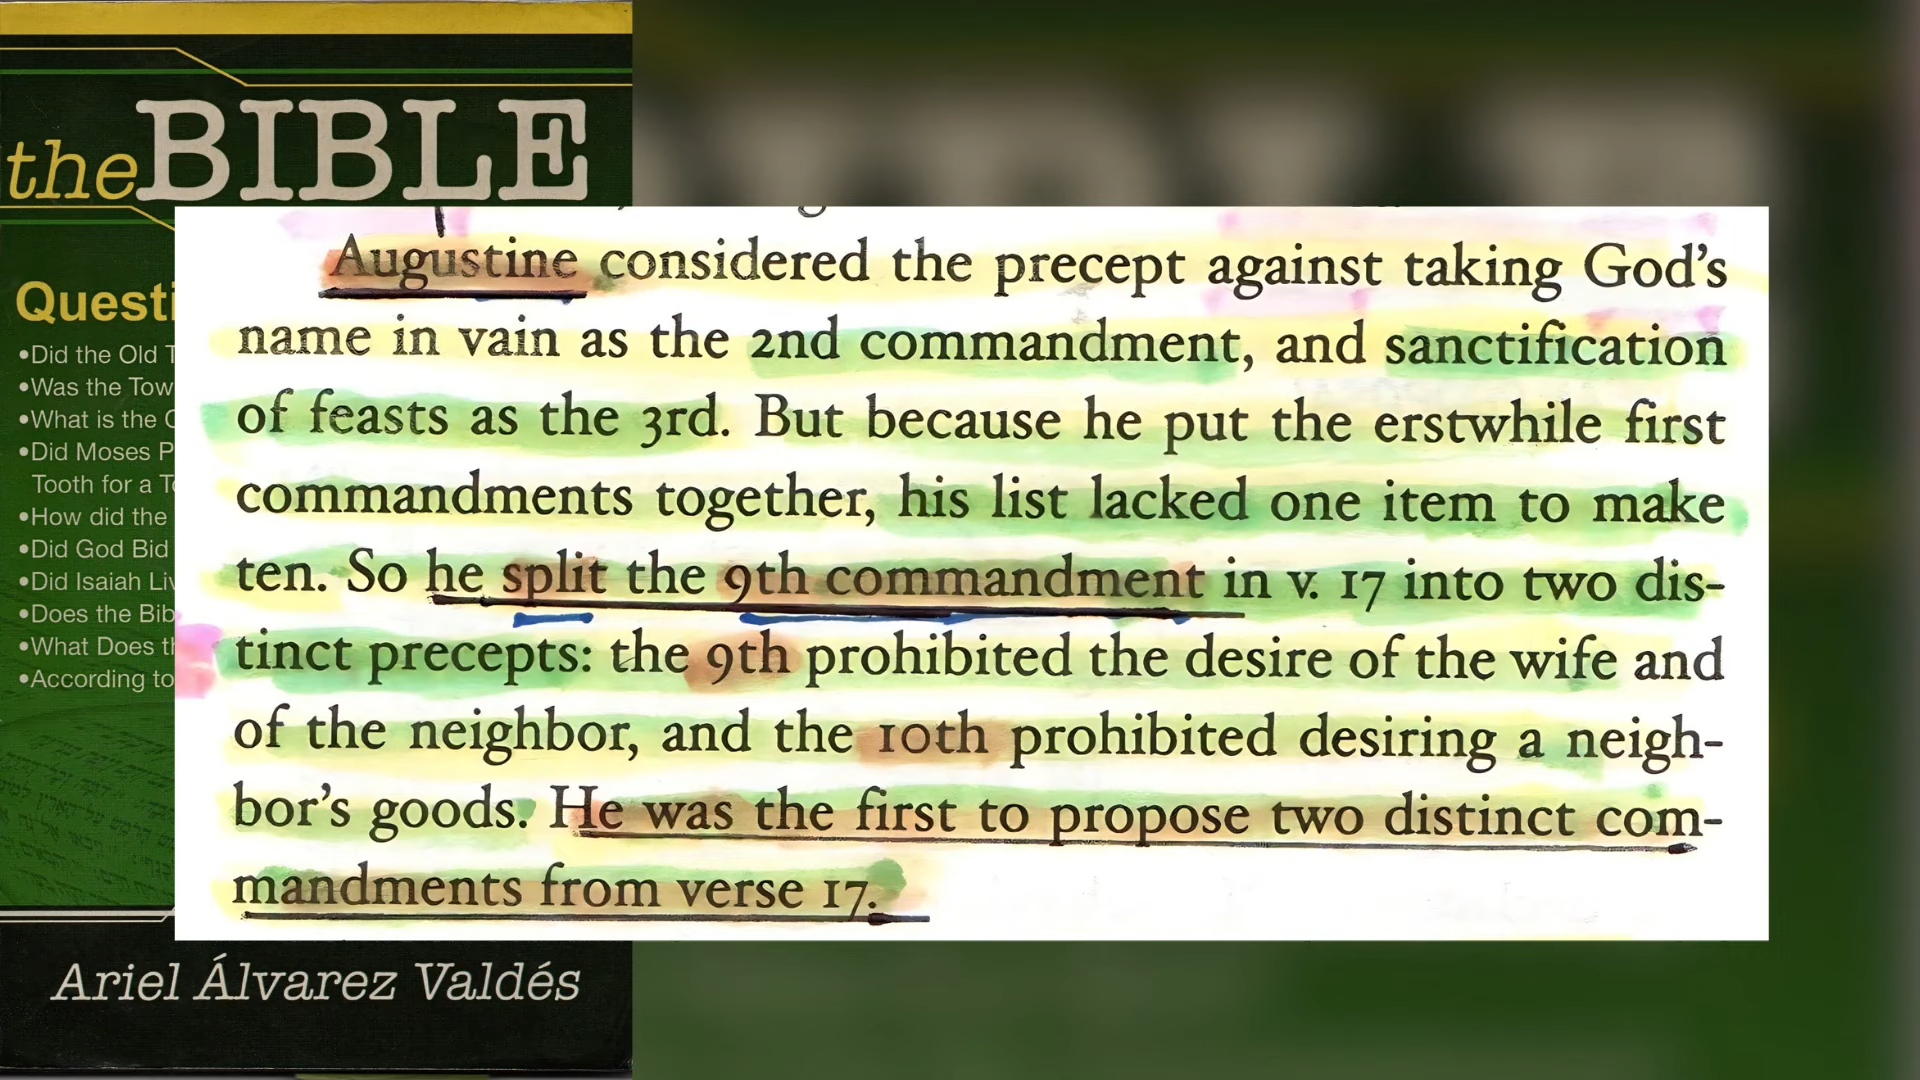 the BIBLE
Augustine considered the precept against taking God's
name in vain as the 2nd commandment, and sanctification
of feasts as the 3rd. But because he put the erstwhile first
commandments together, his list lacked one item to make
ten. So he split the 9th commandment in v. 17 into two dis-
tinct precepts: the 9th prohibited the desire of the wife and
of the neighbor, and the 10th prohibited desiring a neigh-
bor's goods. He was the first to propose two distinct com-
mandments from verse 17.
Questi
•Did the Old T
•Was the Tow
•What is the C
•Did Moses P
Tooth for a To
•How did the
•Did God Bid
•Did Isaiah Liv
•Does the Bib
•What Does th
•According to
Ariel Álvarez Valdés